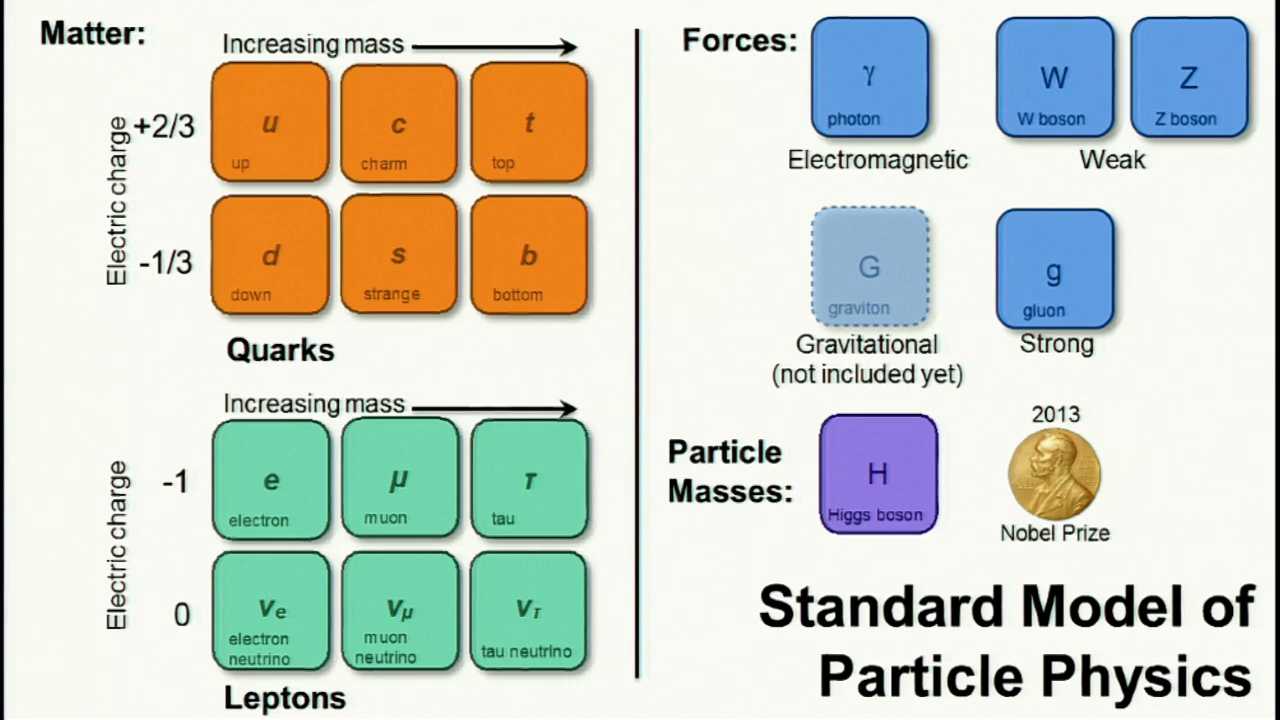 Matter:
Increasing mass
Electric charge
+2/3
u
up
c
charm
t
top
-1/3
d
down
s
strange
b
bottom
Quarks
Increasing mass
Electric charge
-1
e
electron
μ
muon
τ
tau
0
νe
electron
neutrino
νμ
muon
neutrino
ντ
tau neutrino
Leptons
Forces:
γ
photon
Electromagnetic
W
W boson
Z
Z boson
Weak
G
graviton
Gravitational
(not included yet)
g
gluon
Strong
Particle
Masses:
H
Higgs boson
2013
Nobel Prize
Standard Model of
Particle Physics